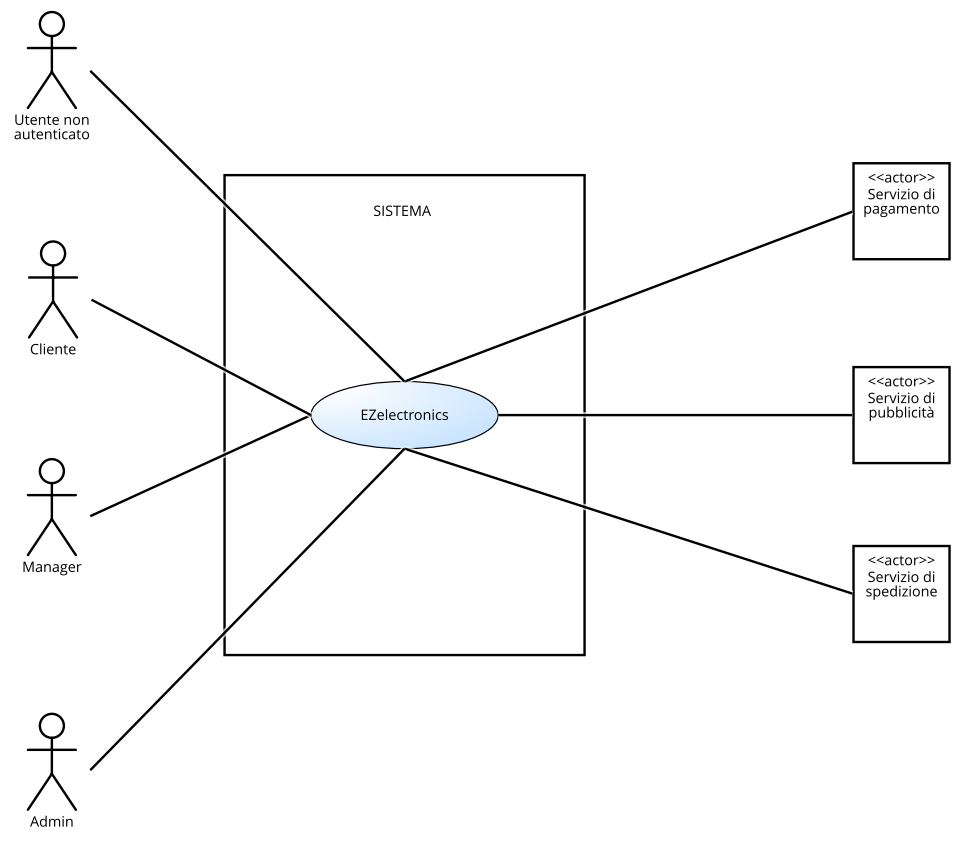 Utente non
autenticato
SISTEMA
<<actor>>
Servizio di
pagamento
Cliente
<<actor>>
Servizio di
pubblicità
EZelectronics
Manager
<<actor>>
Servizio di
spedizione
Admin